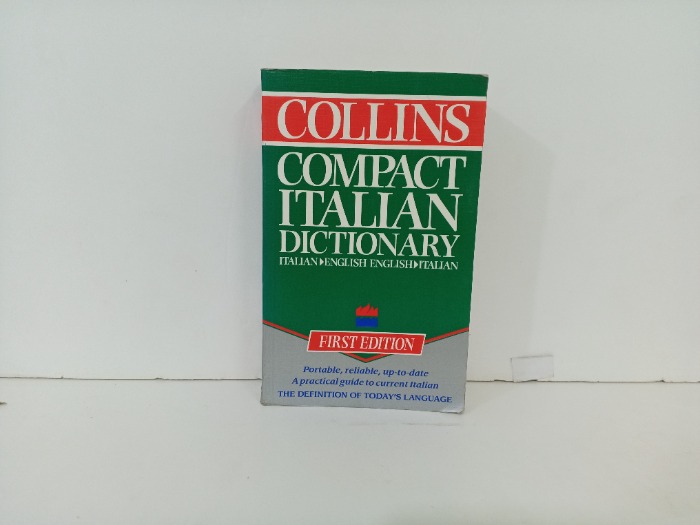 COLLINS
COMPACT
ITALIAN
DICTIONARY
ITALIAN▶ENGLISH ENGLISH▶ITALIAN
FIRST EDITION
Portable, reliable, up-to-date
A practical guide to current Italian
THE DEFINITION OF TODAY'S LANGUAGE